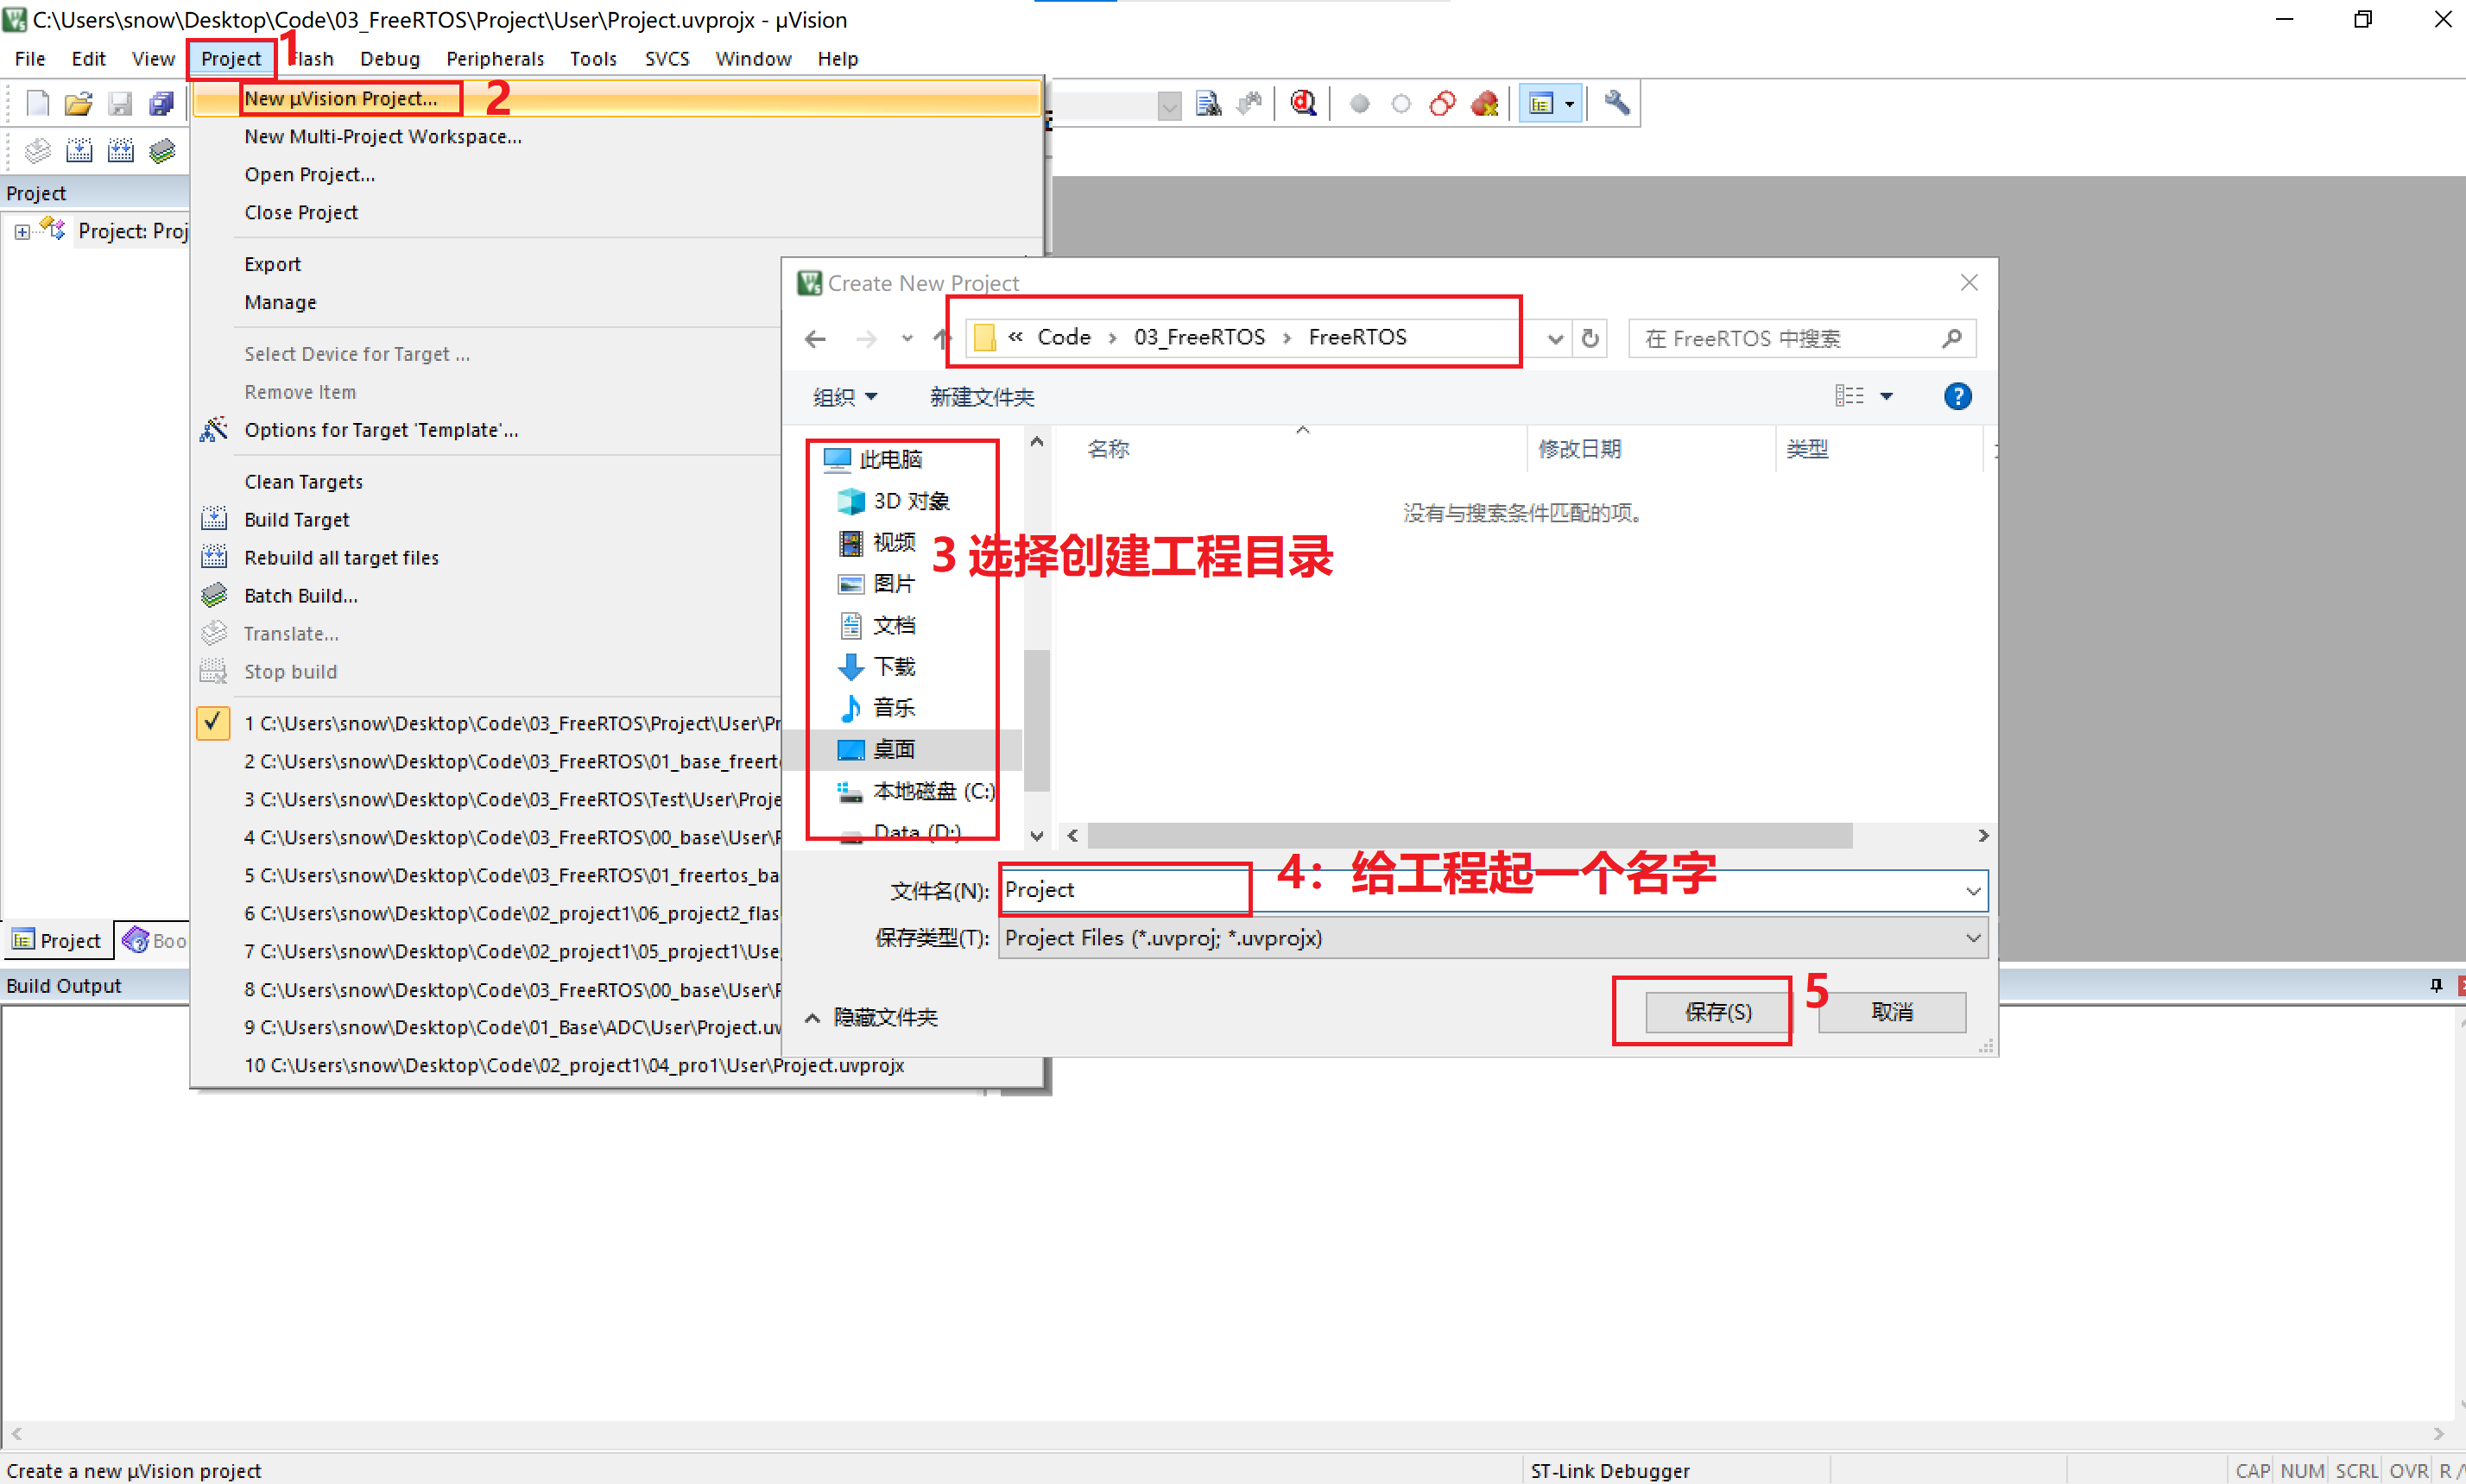 C:\Users\snow\Desktop\Code\03_FreeRTOS\Project\User\Project.uvprojx - µVision
File Edit View Project 1 Flash Debug Peripherals Tools SVCS Window Help
New µVision Project... 2
New Multi-Project Workspace...
Open Project...
Close Project
Export
Manage
Select Device for Target ...
Remove Item
Options for Target 'Template'...
Clean Targets
Build Target
Rebuild all target files
Batch Build...
Translate...
Stop build
1 C:\Users\snow\Desktop\Code\03_FreeRTOS\Project\User\Pr
2 C:\Users\snow\Desktop\Code\03_FreeRTOS\01_base_freert
3 C:\Users\snow\Desktop\Code\03_FreeRTOS\Test\User\Proje
4 C:\Users\snow\Desktop\Code\03_FreeRTOS\00_base\User\P
5 C:\Users\snow\Desktop\Code\03_FreeRTOS\01_freertos_ba
6 C:\Users\snow\Desktop\Code\02_project1\06_project2_flas
7 C:\Users\snow\Desktop\Code\02_project1\05_project1\Use
8 C:\Users\snow\Desktop\Code\03_FreeRTOS\00_base\User\P
9 C:\Users\snow\Desktop\Code\01_Base\ADC\User\Project.uv
10 C:\Users\snow\Desktop\Code\02_project1\04_pro1\User\Project.uvprojx
Project
Project: Proj
Project Boo
Build Output
Create New Project
« Code › 03_FreeRTOS › FreeRTOS
在 FreeRTOS 中搜索
组织 新建文件夹
名称 修改日期 类型
没有与搜索条件匹配的项。
此电脑
3D 对象
视频
图片
文档
下载
音乐
桌面
本地磁盘 (C:)
Data (D:)
3 选择创建工程目录
文件名(N): Project
4：给工程起一个名字
保存类型(T): Project Files (*.uvproj; *.uvprojx)
隐藏文件夹
保存(S) 5 取消
Create a new µVision project
ST-Link Debugger
CAP NUM SCRL OVR R /